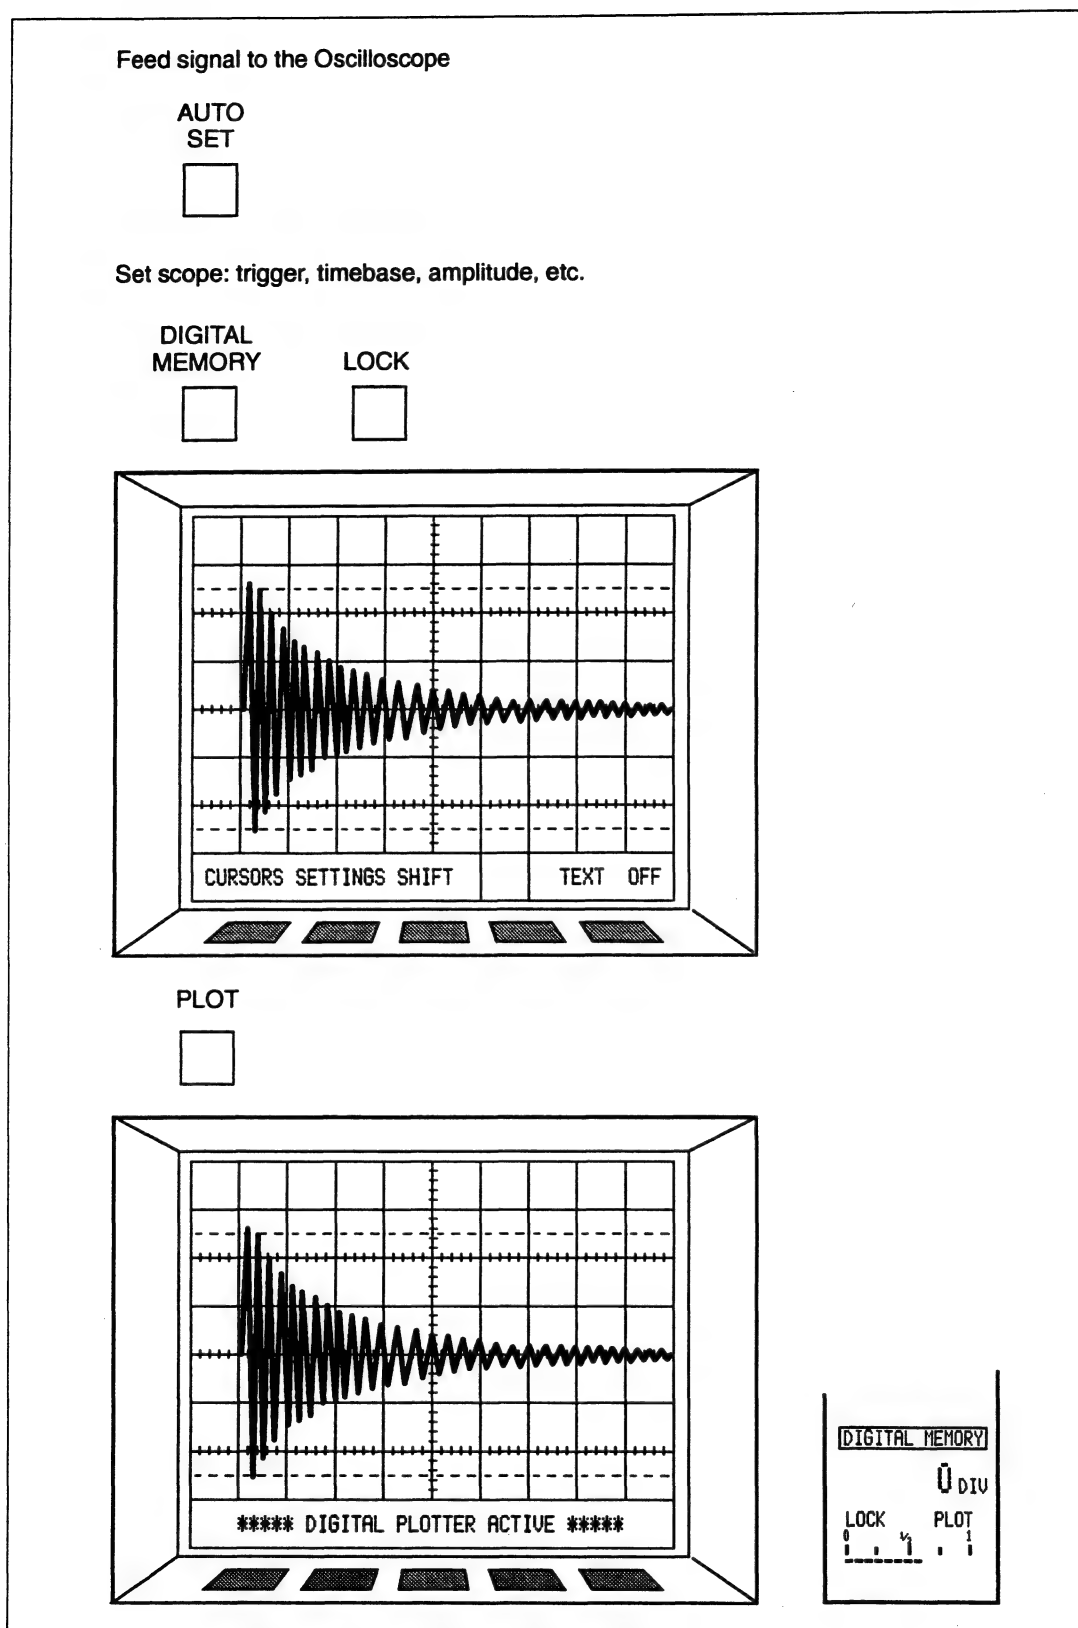 Feed signal to the Oscilloscope
AUTO
SET
Set scope: trigger, timebase, amplitude, etc.
DIGITAL
MEMORY
LOCK
CURSORS SETTINGS SHIFT TEXT OFF
PLOT
***** DIGITAL PLOTTER ACTIVE *****
DIGITAL MEMORY
0 DIV
LOCK PLOT
0 ½ 1